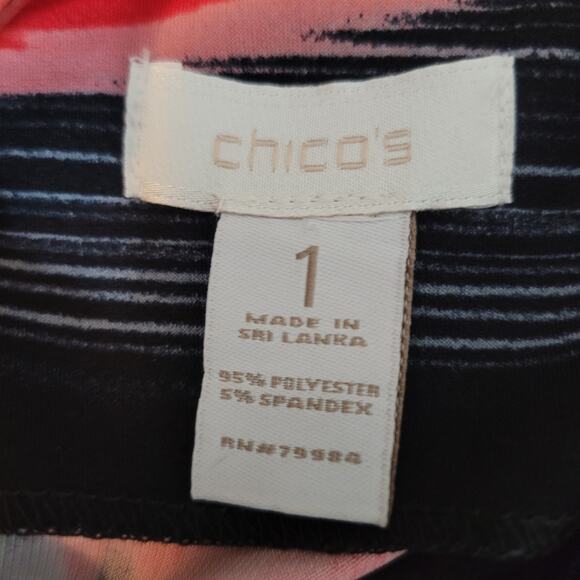 chico's
1
MADE IN
SRI LANKA
95% POLYESTER
5% SPANDEX
RN#79984